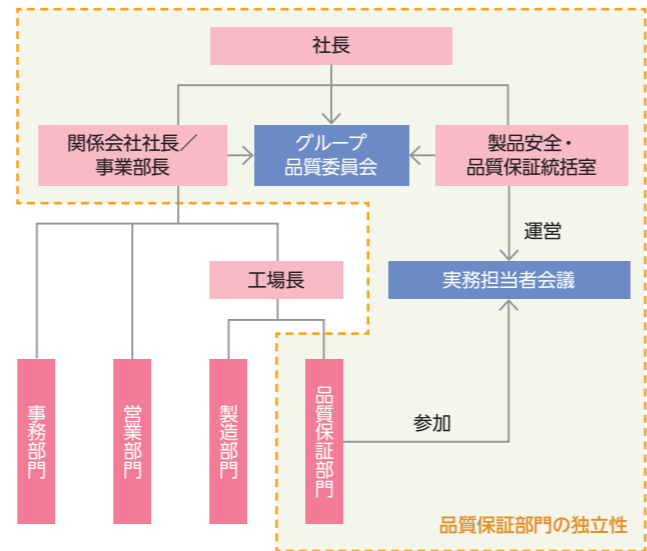 社長
関係会社社長／
事業部長
グループ
品質委員会
製品安全・
品質保証統括室
運営
工場長
実務担当者会議
事務部門
営業部門
製造部門
品質保証部門
参加
品質保証部門の独立性